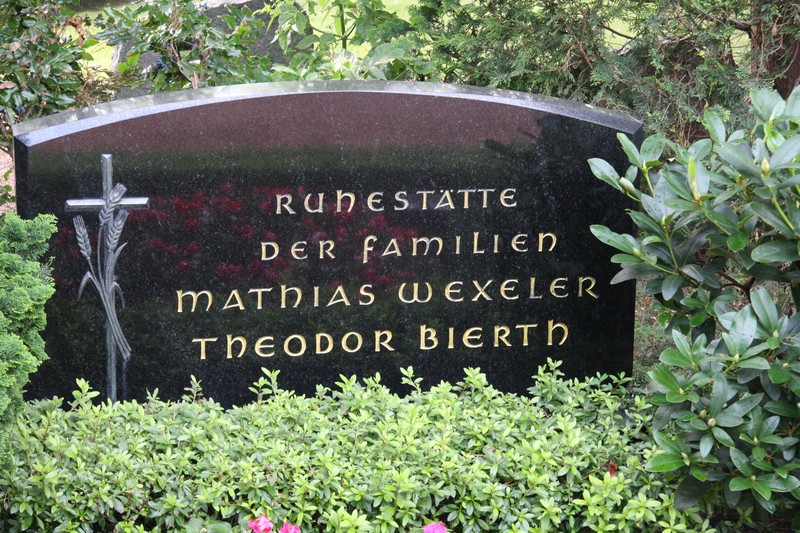 RUHESTÄTTE
DER FAMILIEN
MATHIAS WEXELER
THEODOR BIERTH